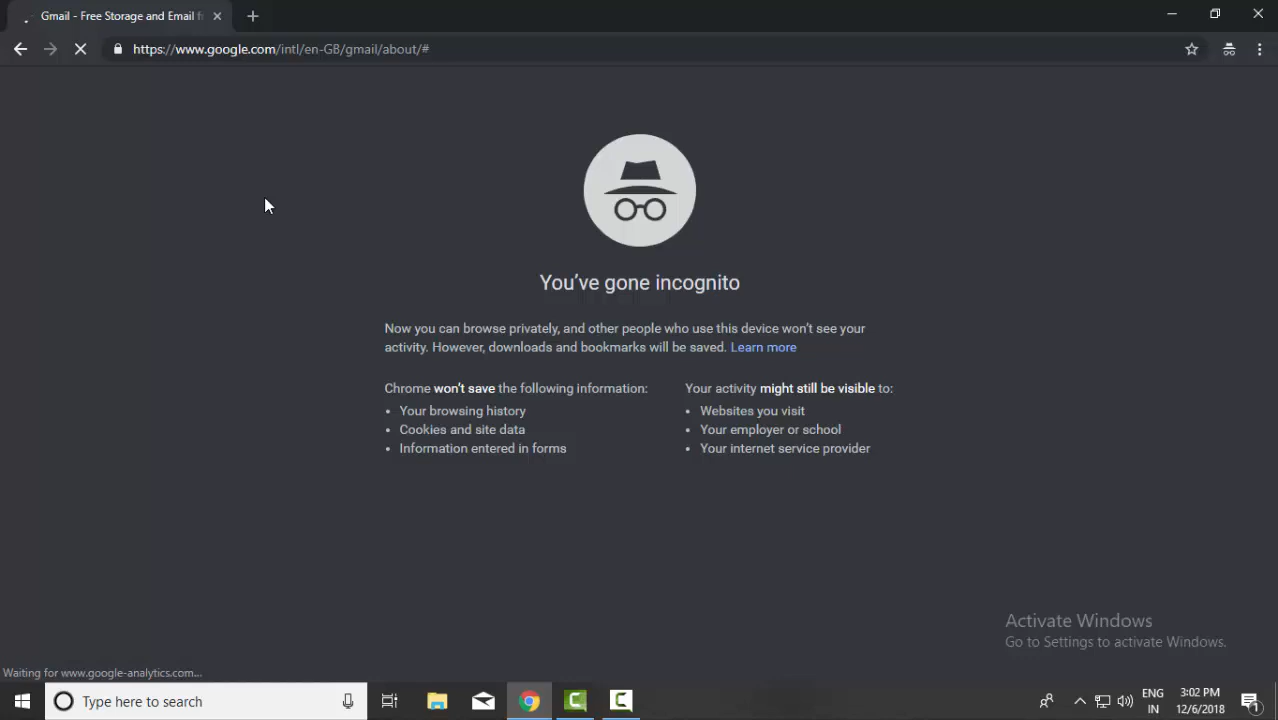 Gmail - Free Storage and Email f
https://www.google.com/intl/en-GB/gmail/about/#
You've gone incognito
Now you can browse privately, and other people who use this device won't see your
activity. However, downloads and bookmarks will be saved. Learn more
Chrome won't save the following information:
• Your browsing history
• Cookies and site data
• Information entered in forms
Your activity might still be visible to:
• Websites you visit
• Your employer or school
• Your internet service provider
Activate Windows
Go to Settings to activate Windows.
Waiting for www.google-analytics.com...
Type here to search
ENG
IN
3:02 PM
12/6/2018
1